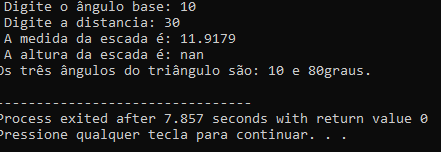 Digite o ângulo base: 10
Digite a distancia: 30
A medida da escada é: 11.9179
A altura da escada é: nan
Os três ângulos do triângulo são: 10 e 80graus.
--------------------------------
Process exited after 7.857 seconds with return value 0
Pressione qualquer tecla para continuar. . .